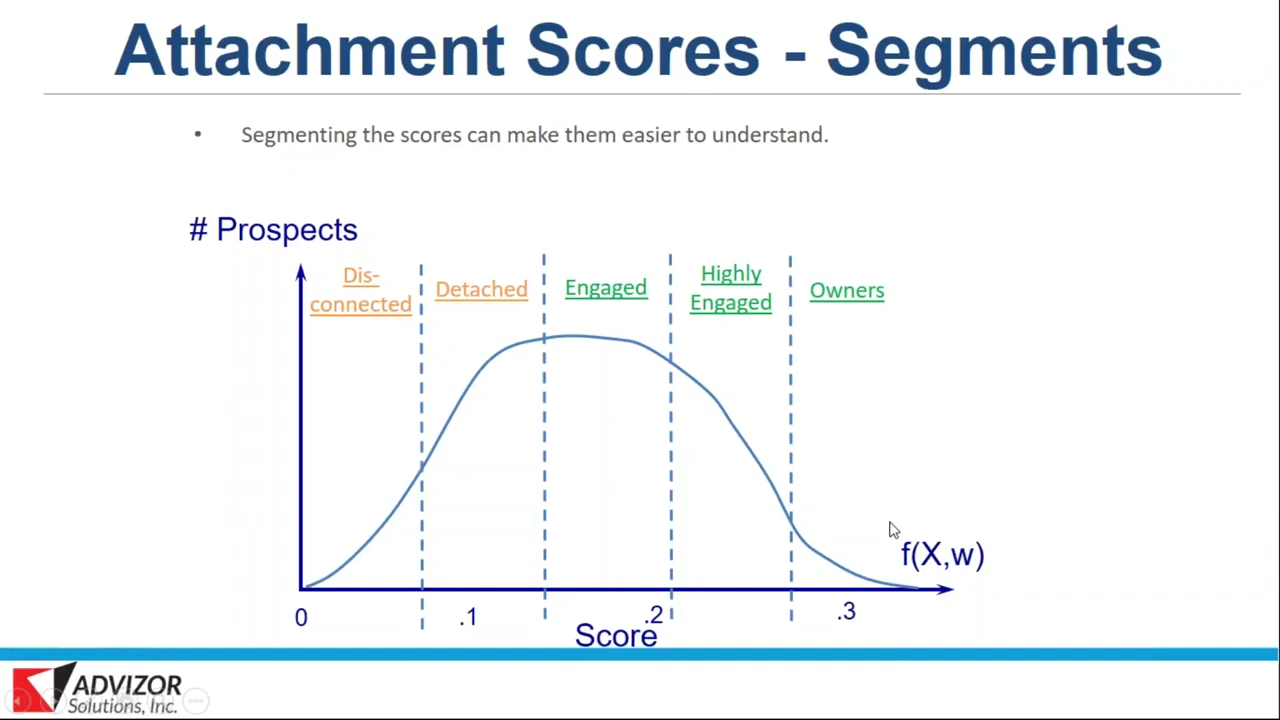 Attachment Scores - Segments
• Segmenting the scores can make them easier to understand.
# Prospects
Dis-
connected
Detached
Engaged
Highly
Engaged
Owners
f(X,w)
0
.1
.2
.3
Score
ADVIZOR
Solutions, Inc.